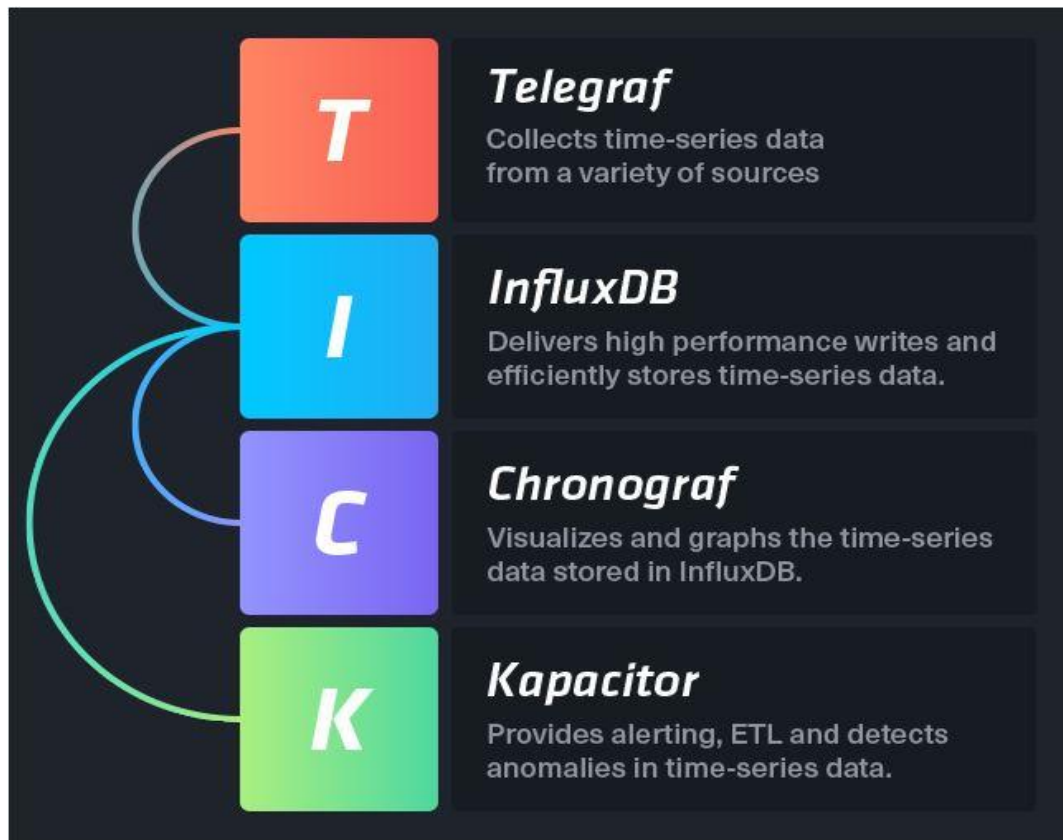 T
Telegraf
Collects time-series data
from a variety of sources
I
InfluxDB
Delivers high performance writes and
efficiently stores time-series data.
C
Chronograf
Visualizes and graphs the time-series
data stored in InfluxDB.
K
Kapacitor
Provides alerting, ETL and detects
anomalies in time-series data.